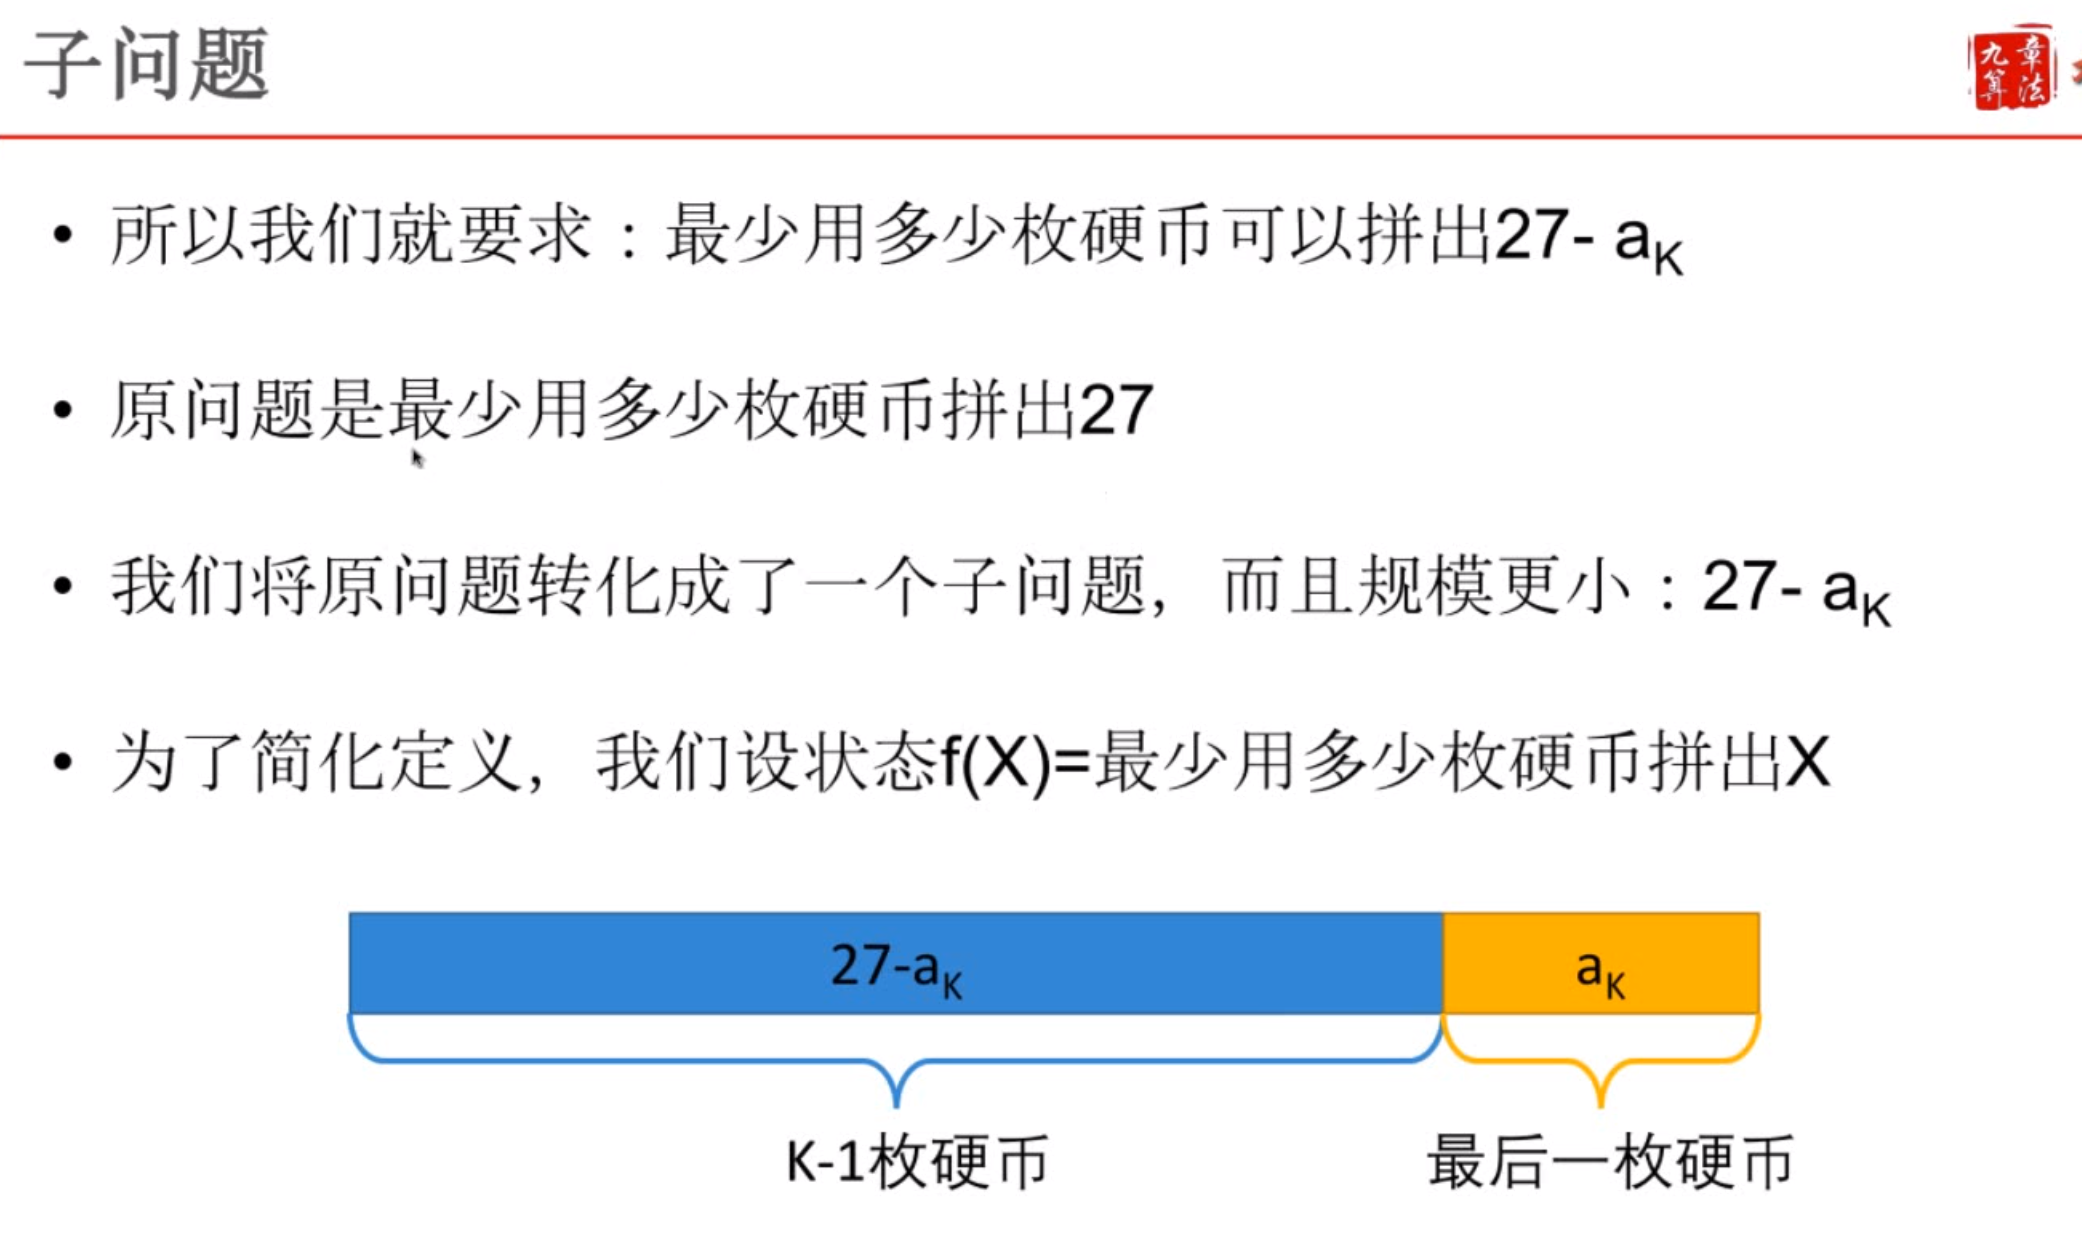 子问题
九章算法
• 所以我们就要求：最少用多少枚硬币可以拼出27- aK
• 原问题是最少用多少枚硬币拼出27
• 我们将原问题转化成了一个子问题，而且规模更小：27- aK
• 为了简化定义，我们设状态f(X)=最少用多少枚硬币拼出X
27-aK
aK
K-1枚硬币
最后一枚硬币